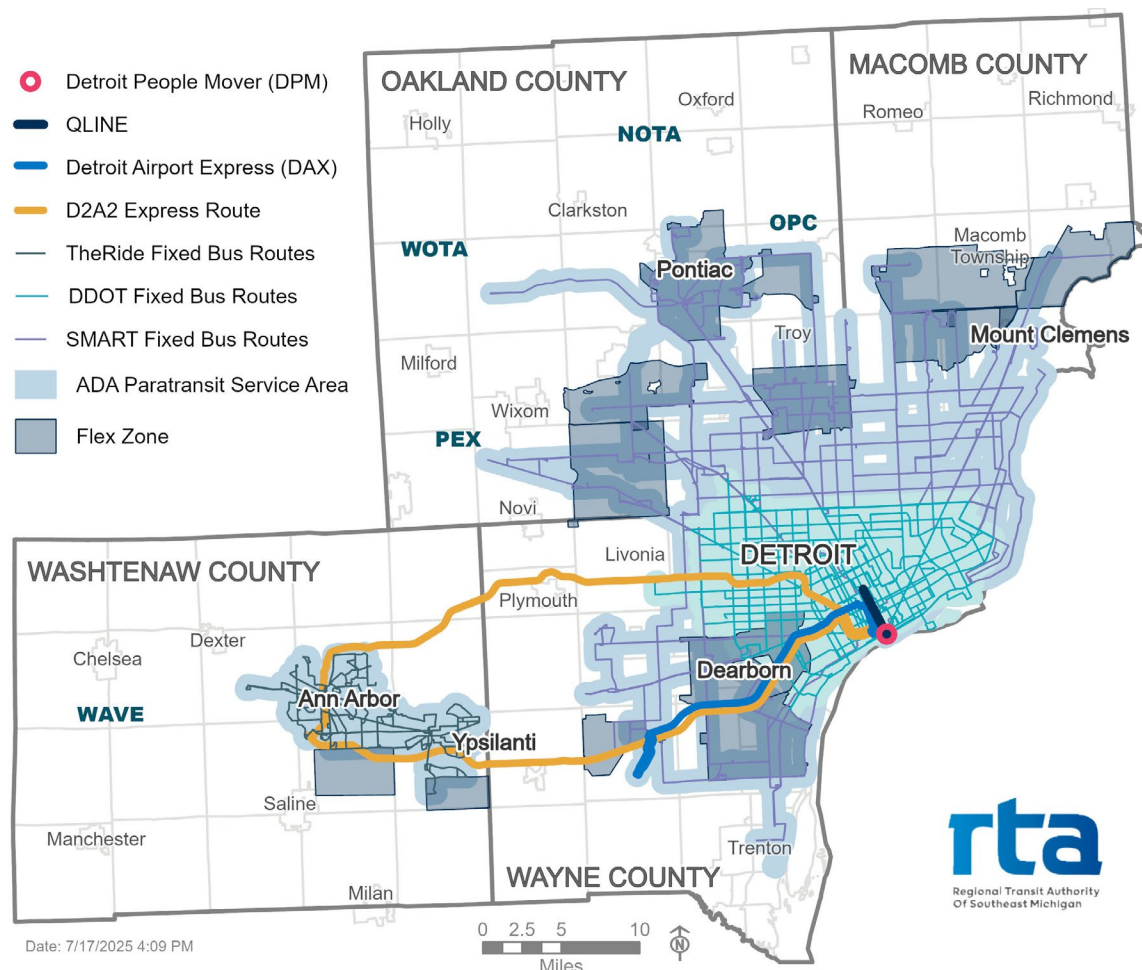 Detroit People Mover (DPM)
QLINE
Detroit Airport Express (DAX)
D2A2 Express Route
TheRide Fixed Bus Routes
DDOT Fixed Bus Routes
SMART Fixed Bus Routes
ADA Paratransit Service Area
Flex Zone
OAKLAND COUNTY
MACOMB COUNTY
Holly
Oxford
Romeo
Richmond
NOTA
Clarkston
OPC
WOTA
Macomb
Township
Pontiac
Troy
Mount Clemens
Milford
Wixom
PEX
Novi
Livonia
DETROIT
WASHTENAW COUNTY
Plymouth
Dexter
Chelsea
Dearborn
Ann Arbor
WAVE
Ypsilanti
Saline
Manchester
Trenton
WAYNE COUNTY
Milan
rta
Regional Transit Authority
Of Southeast Michigan
Date: 7/17/2025 4:09 PM
0 2.5 5 10
Miles
N